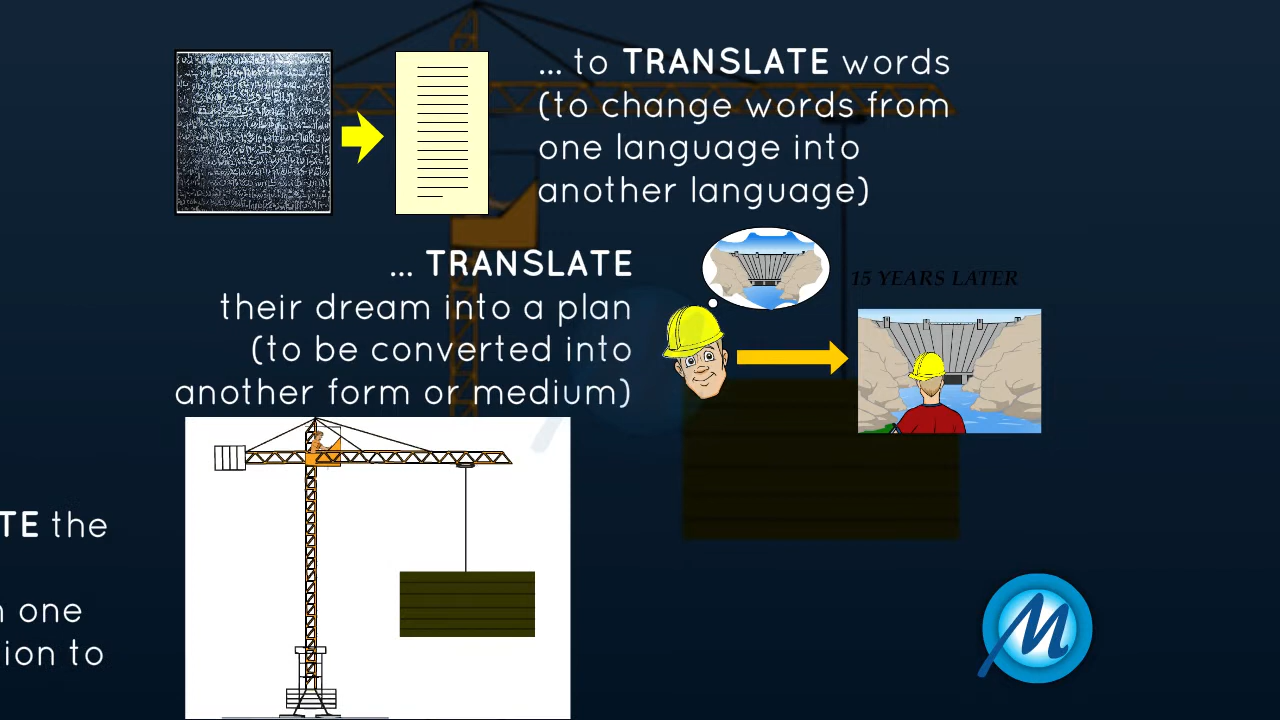 ... to TRANSLATE words
(to change words from
one language into
another language)
... TRANSLATE
their dream into a plan
(to be converted into
another form or medium)
15 YEARS LATER
TE the
one
ion to
M